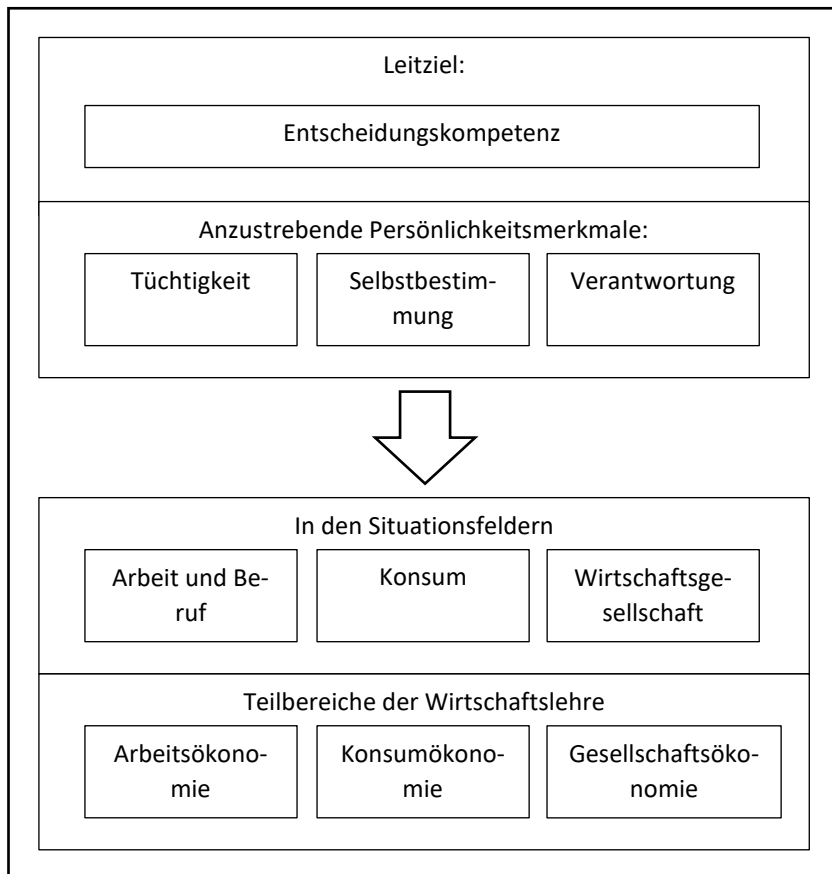 Leitziel:
Entscheidungskompetenz
Anzustrebende Persönlichkeitsmerkmale:
Tüchtigkeit
Selbstbestim-
mung
Verantwortung
In den Situationsfeldern
Arbeit und Be-
ruf
Konsum
Wirtschaftsge-
sellschaft
Teilbereiche der Wirtschaftslehre
Arbeitsökono-
mie
Konsumökono-
mie
Gesellschaftsöko-
nomie